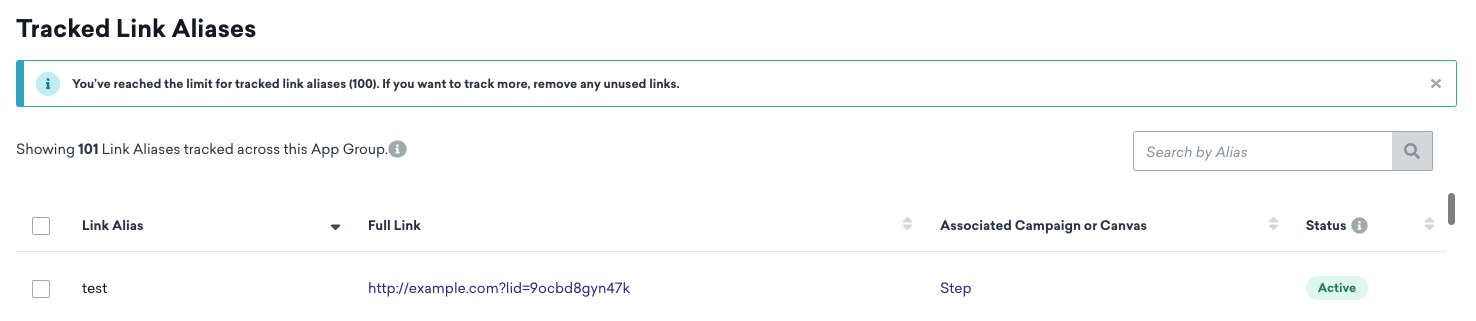 Tracked Link Aliases
You've reached the limit for tracked link aliases (100). If you want to track more, remove any unused links.
Showing 101 Link Aliases tracked across this App Group.
Search by Alias
Link Alias Full Link Associated Campaign or Canvas Status
test http://example.com?lid=9ocbd8gyn47k Step Active